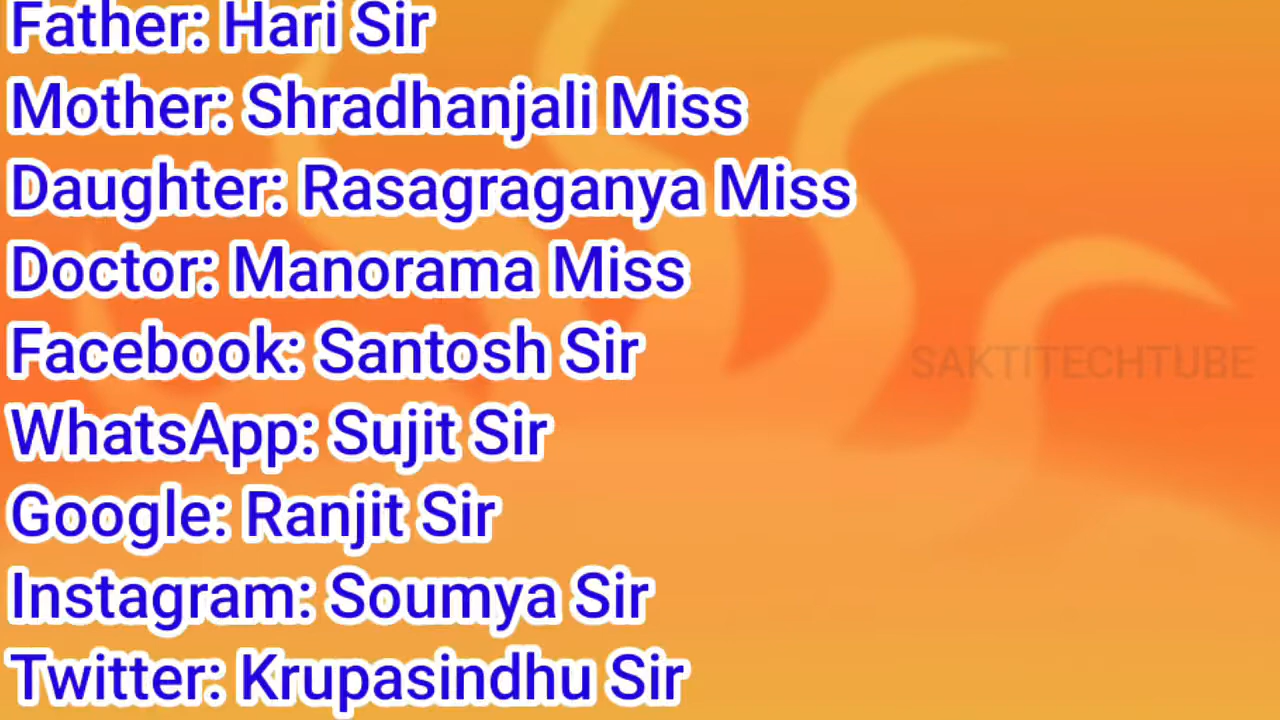 Father: Hari Sir
Mother: Shradhanjali Miss
Daughter: Rasagraganya Miss
Doctor: Manorama Miss
Facebook: Santosh Sir
SAKTITECHTUBE
WhatsApp: Sujit Sir
Google: Ranjit Sir
Instagram: Soumya Sir
Twitter: Krupasindhu Sir